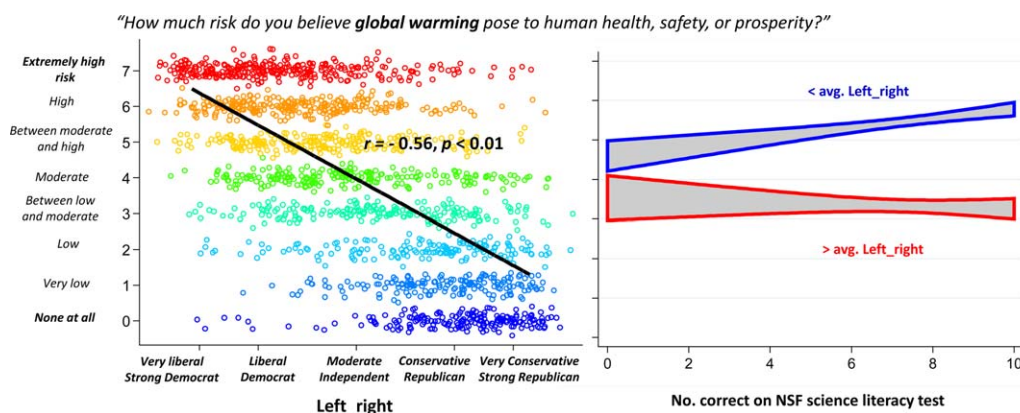 “How much risk do you believe global warming pose to human health, safety, or prosperity?”
Extremely high
risk
7
High
6
Between moderate
and high
5
r = - 0.56, p < 0.01
Moderate
4
Between low
and moderate
3
Low
2
Very low
1
None at all
0
Very liberal
Strong Democrat
Liberal
Democrat
Moderate
Independent
Conservative
Republican
Very Conservative
Strong Republican
Left_right
< avg. Left_right
> avg. Left_right
0 2 4 6 8 10
No. correct on NSF science literacy test